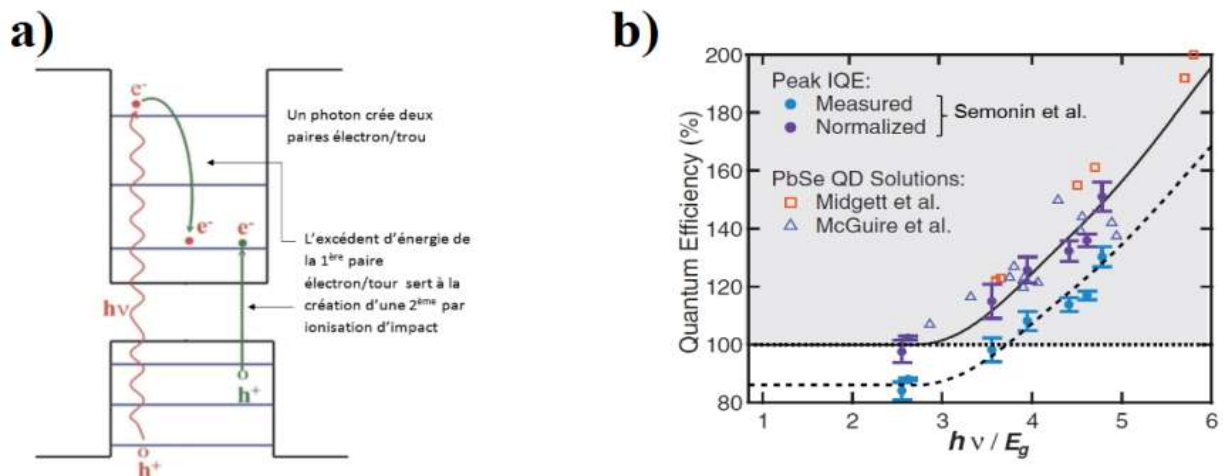 a)
e⁻
Un photon crée deux
paires électron/trou
e⁻
e⁻
L'excédent d'énergie de
la 1ère paire
électron/tour sert à la
création d'une 2ème par
ionisation d'impact
hν
h⁺
h⁺
b)
200
180
160
140
120
100
80
Quantum Efficiency (%)
Peak IQE:
Measured
Normalized
Semonin et al.
PbSe QD Solutions:
Midgett et al.
McGuire et al.
1 2 3 4 5 6
hν / Eg